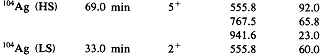 ¹⁰⁴Ag (HS) 69.0 min 5⁺ 555.8 92.0
767.5 65.8
941.6 23.0
¹⁰⁴Ag (LS) 33.0 min 2⁺ 555.8 60.0